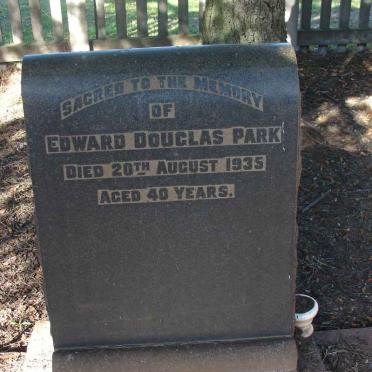 SACRED TO THE MEMORY
OF
EDWARD DOUGLAS PARK
DIED 20TH AUGUST 1935
AGED 40 YEARS.